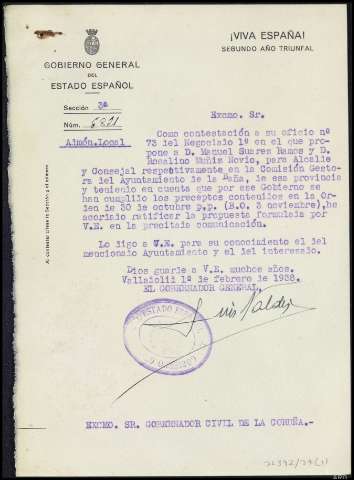 ¡VIVA ESPAÑA!
SEGUNDO AÑO TRIUNFAL
GOBIERNO GENERAL
DEL
ESTADO ESPAÑOL
Sección 3ª
Núm. 6821
Admón.Local
Excmo. Sr.
Como contestación a su oficio nº
73 del Negociado 1º en el que pro-
pone a D. Manuel Suarez Ramos y D.
Rosalino Muñiz Novio, para Alcalde
y Concejal respectivamente en la Comisión Gesto-
ra del Ayuntamiento de de esa provincia
y teniendo en cuenta que por ese Gobierno se
han cumplido los preceptos contenidos en la Or-
den de 30 de octubre p.p. (B.O. 3 noviembre), he
acordado ratificar la propuesta formulada por
V.E. en la precitada comunicación.
Lo digo a V.E. para su conocimiento el del
mencionado Ayuntamiento y del interesado.
Dios guarde a V.E. muchos años.
Valladolid 1º de febrero de 1938.
EL GOBERNADOR GENERAL,
Luis Valdés
ESTADO
EXCMO. SR. GOBERNADOR CIVIL DE LA CORUÑA.-